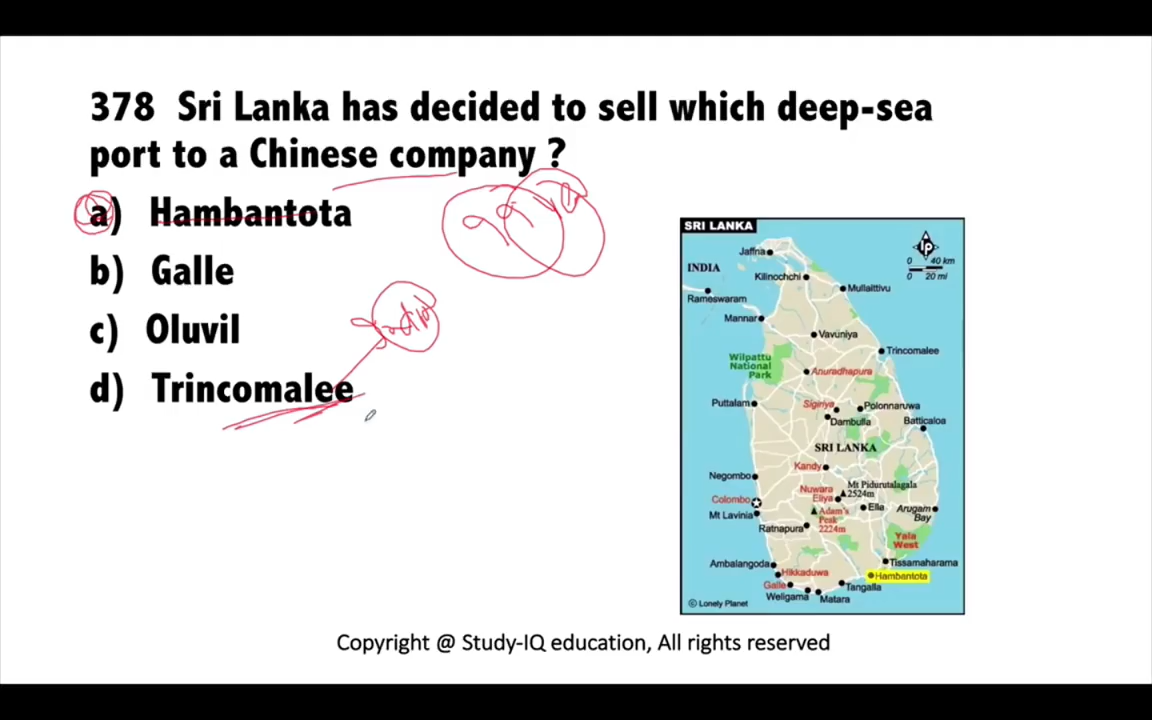 378 Sri Lanka has decided to sell which deep-sea
port to a Chinese company ?
a) Hambantota
b) Galle
c) Oluvil
d) Trincomalee
99 yr
India
SRI LANKA
Jaffna
INDIA
Kilinochchi
Rameswaram
Mullaittivu
Mannar
Vavuniya
Trincomalee
Wilpattu
National
Park
Anuradhapura
Puttalam
Sigiriya
Polonnaruwa
Dambulla
Batticaloa
SRI LANKA
Kandy
Negombo
Nuwara
Eliya
Mt Pidurutalagala
2524m
Colombo
Mt Lavinia
Adam's
Peak
2224m
Ella
Arugam
Bay
Ratnapura
Yala
West
Ambalangoda
Tissamaharama
Hikkaduwa
Hambantota
Galle
Tangalla
Weligama
Matara
lp
0 40 km
0 20 mi
© Lonely Planet
Copyright @ Study-IQ education, All rights reserved